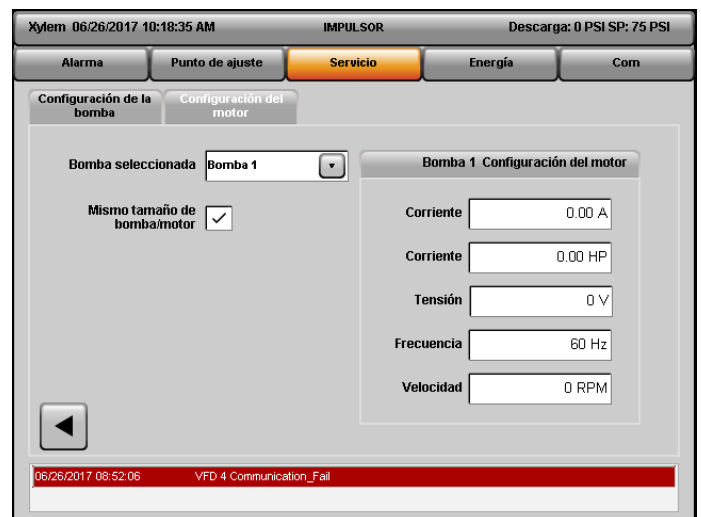 Xylem 06/26/2017 10:18:35 AM IMPULSOR Descarga: 0 PSI SP: 75 PSI
Alarma Punto de ajuste Servicio Energía Com
Configuración de la
bomba
Configuración del
motor
Bomba seleccionada Bomba 1
Mismo tamaño de
bomba/motor
Bomba 1 Configuración del motor
Corriente 0.00 A
Corriente 0.00 HP
Tensión 0 V
Frecuencia 60 Hz
Velocidad 0 RPM
06/26/2017 08:52:06 VFD 4 Communication_Fail